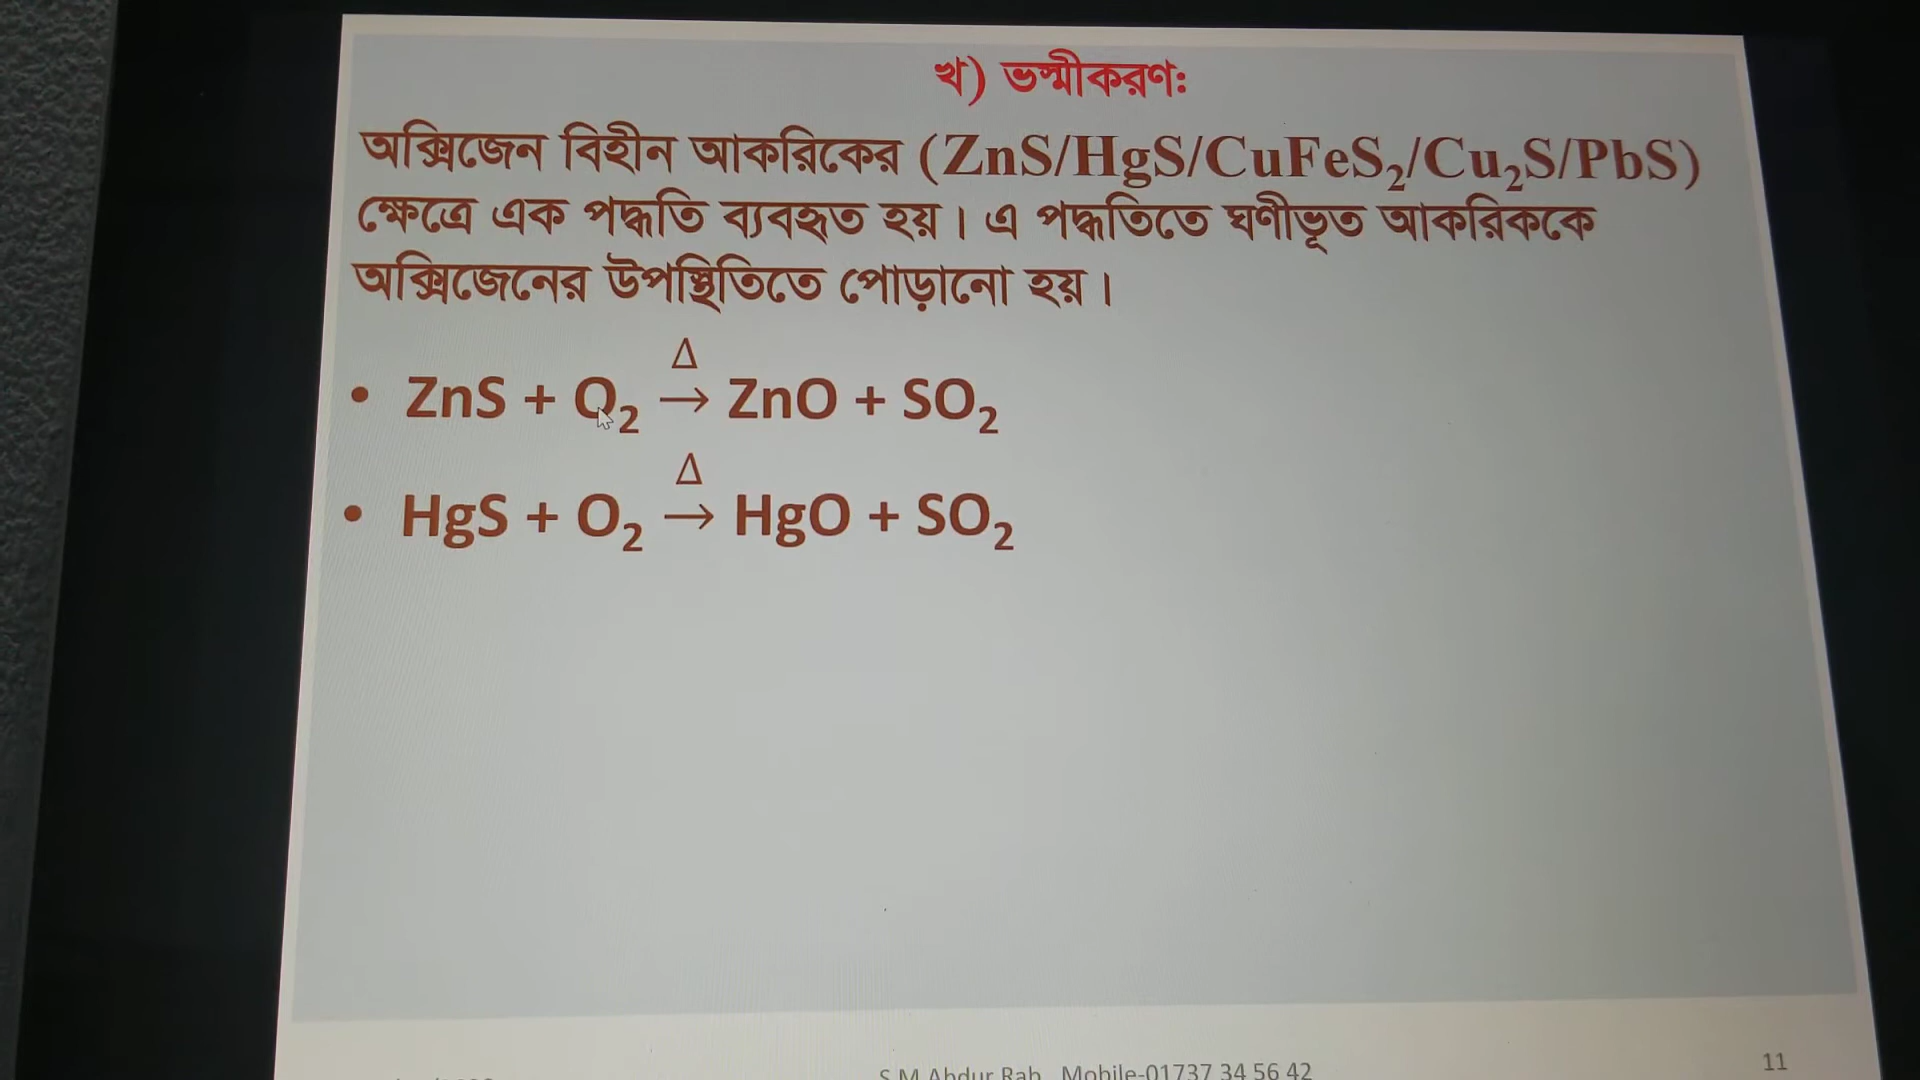 খ) ভস্মীকরণঃ
অক্সিজেন বিহীন আকরিকের (ZnS/HgS/CuFeS₂/Cu₂S/PbS)
ক্ষেত্রে এক পদ্ধতি ব্যবহৃত হয়। এ পদ্ধতিতে ঘণীভূত আকরিককে
অক্সিজেনের উপস্থিতিতে পোড়ানো হয়।
Δ
• ZnS + O₂ → ZnO + SO₂
Δ
• HgS + O₂ → HgO + SO₂
S M Abdur Rab Mobile-01737 34 56 42
11